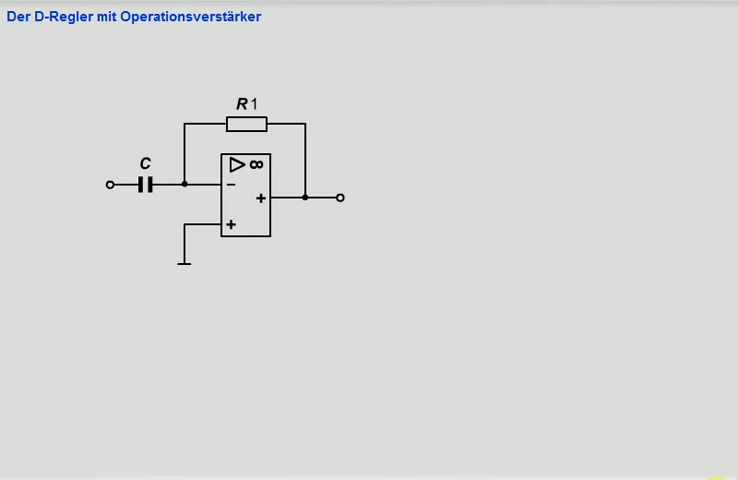 Der D-Regler mit Operationsverstärker
R1
C
▷ ∞
−
+
+